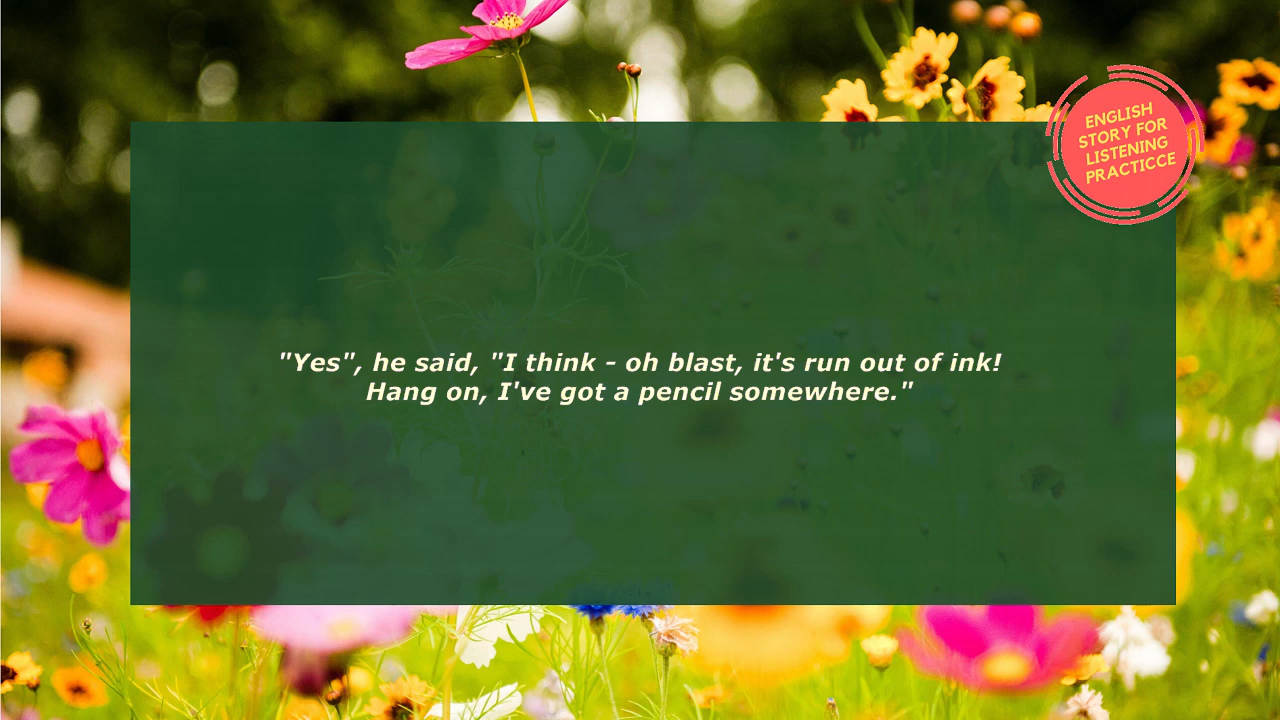 ENGLISH
STORY FOR
LISTENING
PRACTICCE
"Yes", he said, "I think - oh blast, it's run out of ink!
Hang on, I've got a pencil somewhere."